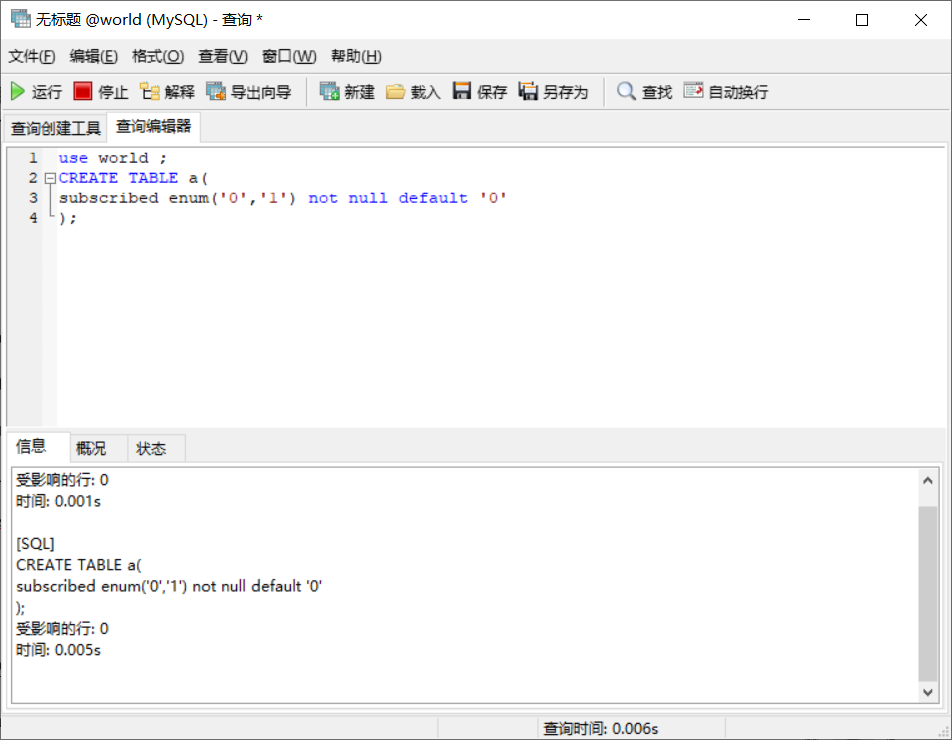 无标题 @world (MySQL) - 查询 *
文件(F) 编辑(E) 格式(O) 查看(V) 窗口(W) 帮助(H)
运行 停止 解释 导出向导 新建 载入 保存 另存为 查找 自动换行
查询创建工具 查询编辑器
1 use world ;
2 CREATE TABLE a(
3 subscribed enum('0','1') not null default '0'
4 );
信息 概况 状态
受影响的行: 0
时间: 0.001s
[SQL]
CREATE TABLE a(
subscribed enum('0','1') not null default '0'
);
受影响的行: 0
时间: 0.005s
查询时间: 0.006s